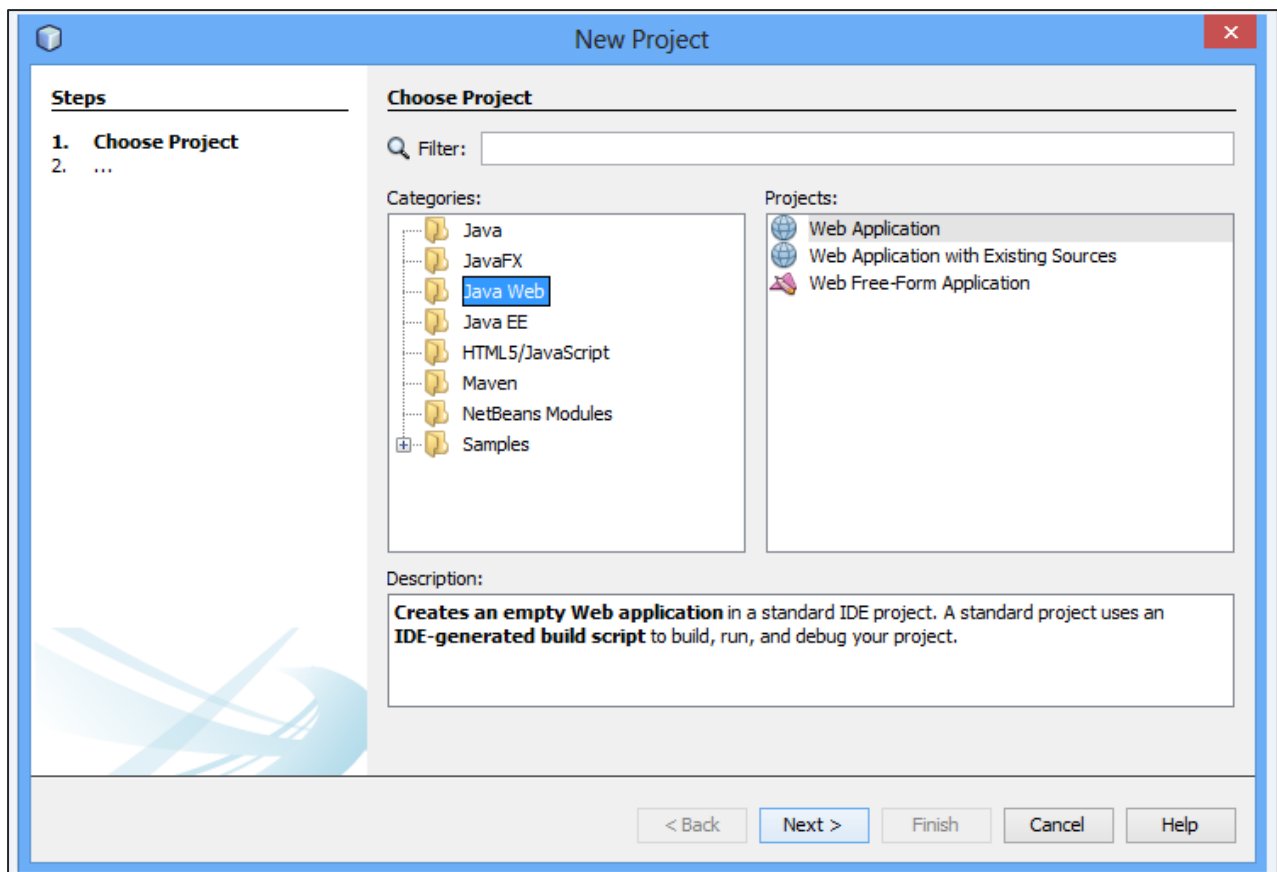 New Project
Steps
1. Choose Project
2. ...
Choose Project
Filter:
Categories:
Java
JavaFX
Java Web
Java EE
HTML5/JavaScript
Maven
NetBeans Modules
Samples
Projects:
Web Application
Web Application with Existing Sources
Web Free-Form Application
Description:
Creates an empty Web application in a standard IDE project. A standard project uses an
IDE-generated build script to build, run, and debug your project.
< Back Next > Finish Cancel Help